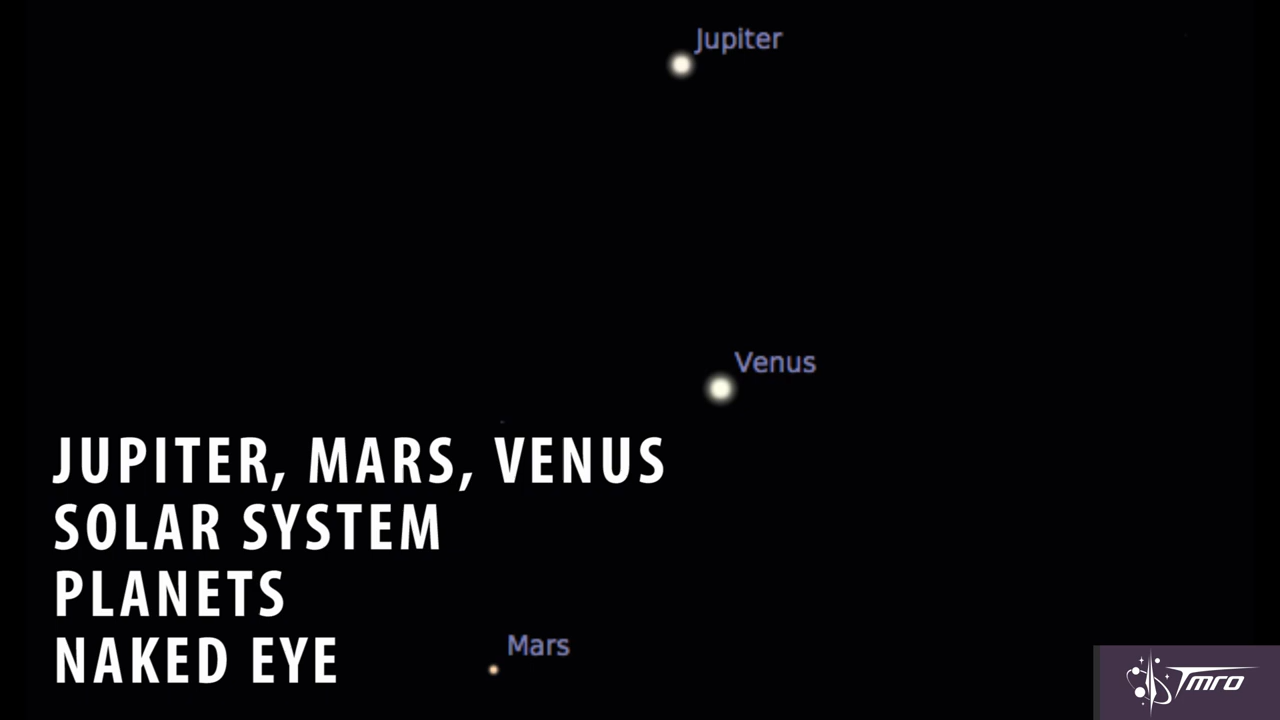 Jupiter
Venus
JUPITER, MARS, VENUS
SOLAR SYSTEM
PLANETS
NAKED EYE
Mars
Tmro